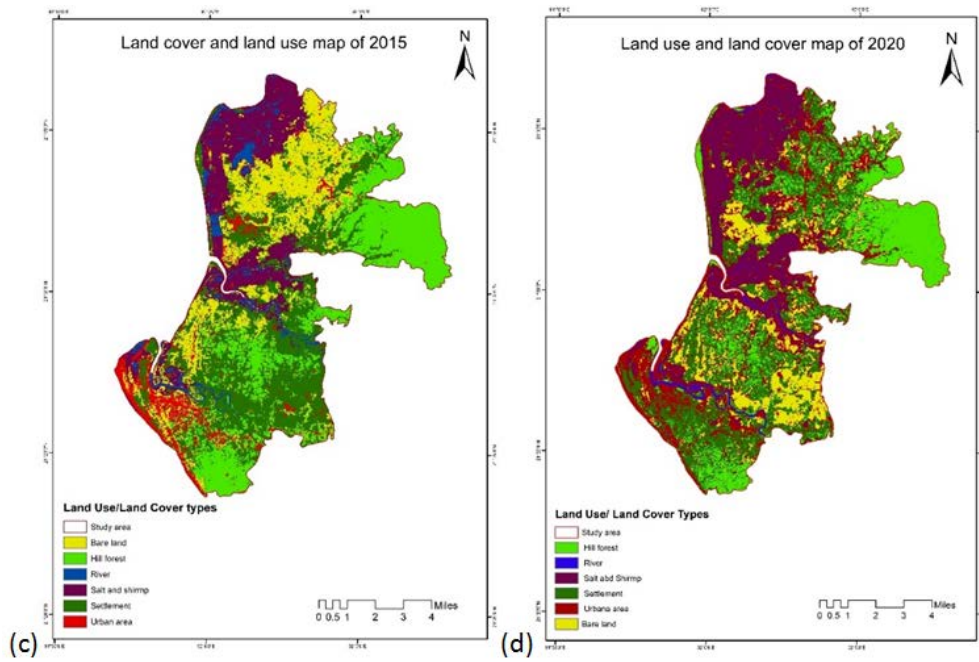 Land cover and land use map of 2015
N
Land Use/Land Cover types
Study area
Bare land
Hill forest
River
Salt and shirmp
Settlement
Urban area
0 0.5 1 2 3 4 Miles
(c)
Land use and land cover map of 2020
N
Land Use/ Land Cover Types
Study area
Hill forest
River
Salt abd Shirmp
Settlement
Urbana area
Bare land
0 0.5 1 2 3 4 Miles
(d)